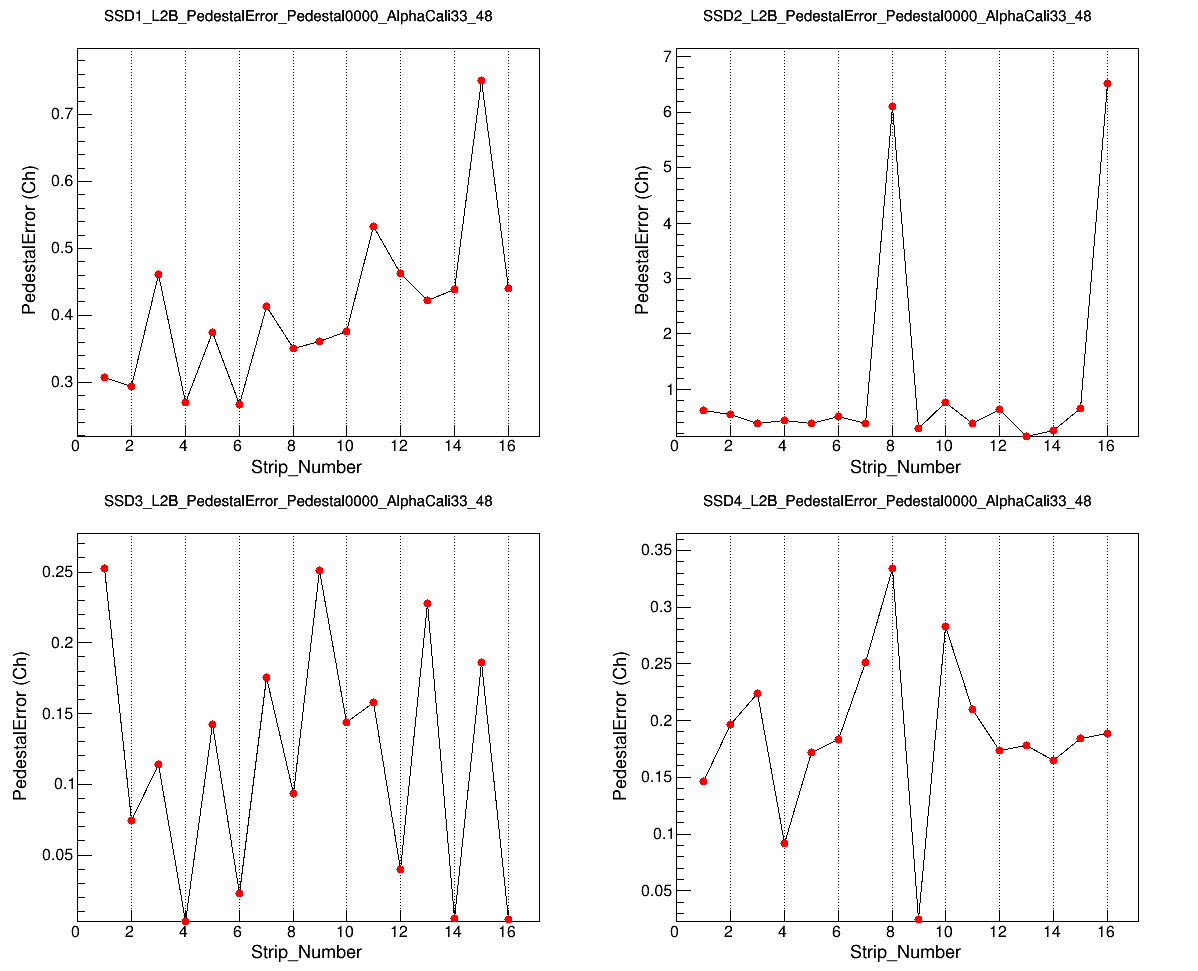 SSD1_L2B_PedestalError_Pedestal0000_AlphaCali33_48
PedestalError (Ch)
0.7
0.6
0.5
0.4
0.3
0 2 4 6 8 10 12 14 16
Strip_Number
SSD2_L2B_PedestalError_Pedestal0000_AlphaCali33_48
PedestalError (Ch)
7
6
5
4
3
2
1
0 2 4 6 8 10 12 14 16
Strip_Number
SSD3_L2B_PedestalError_Pedestal0000_AlphaCali33_48
PedestalError (Ch)
0.25
0.2
0.15
0.1
0.05
0 2 4 6 8 10 12 14 16
Strip_Number
SSD4_L2B_PedestalError_Pedestal0000_AlphaCali33_48
PedestalError (Ch)
0.35
0.3
0.25
0.2
0.15
0.1
0.05
0 2 4 6 8 10 12 14 16
Strip_Number